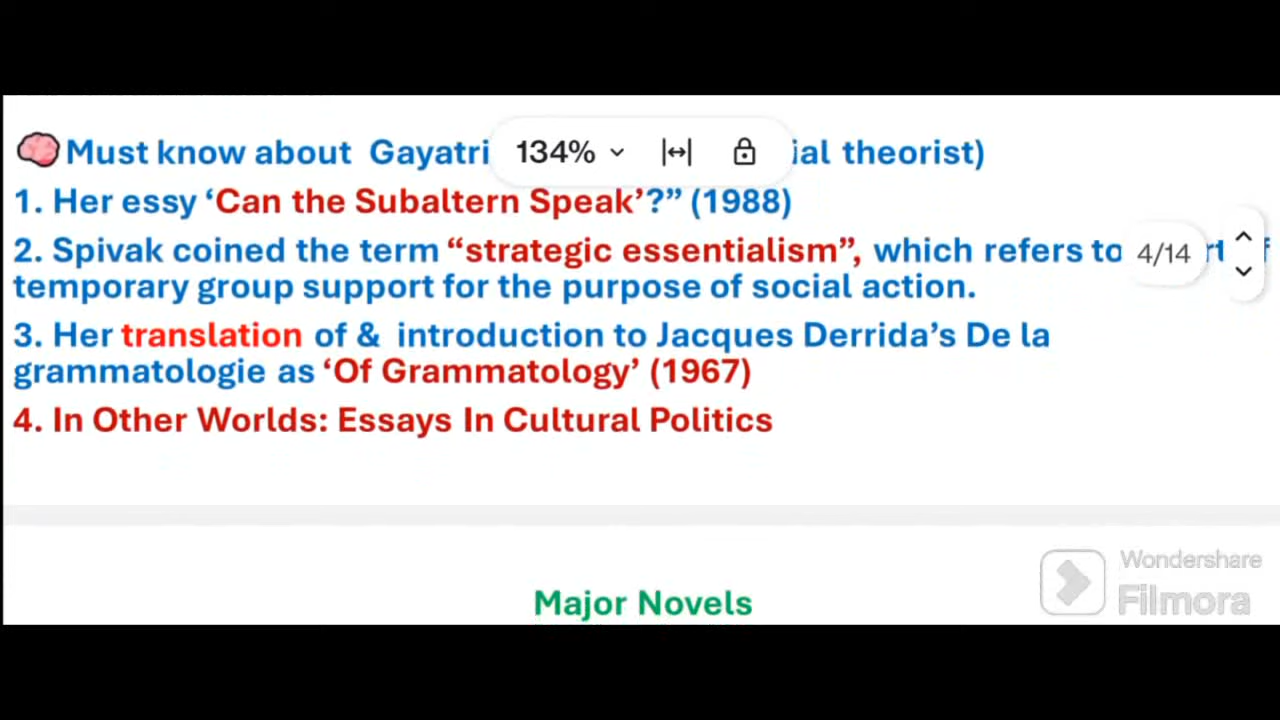 Must know about Gayatri 134% ial theorist)
1. Her essy ‘Can the Subaltern Speak’?” (1988)
2. Spivak coined the term “strategic essentialism”, which refers to 4/14
temporary group support for the purpose of social action.
3. Her translation of & introduction to Jacques Derrida’s De la
grammatologie as ‘Of Grammatology’ (1967)
4. In Other Worlds: Essays In Cultural Politics
Major Novels
Wondershare
Filmora